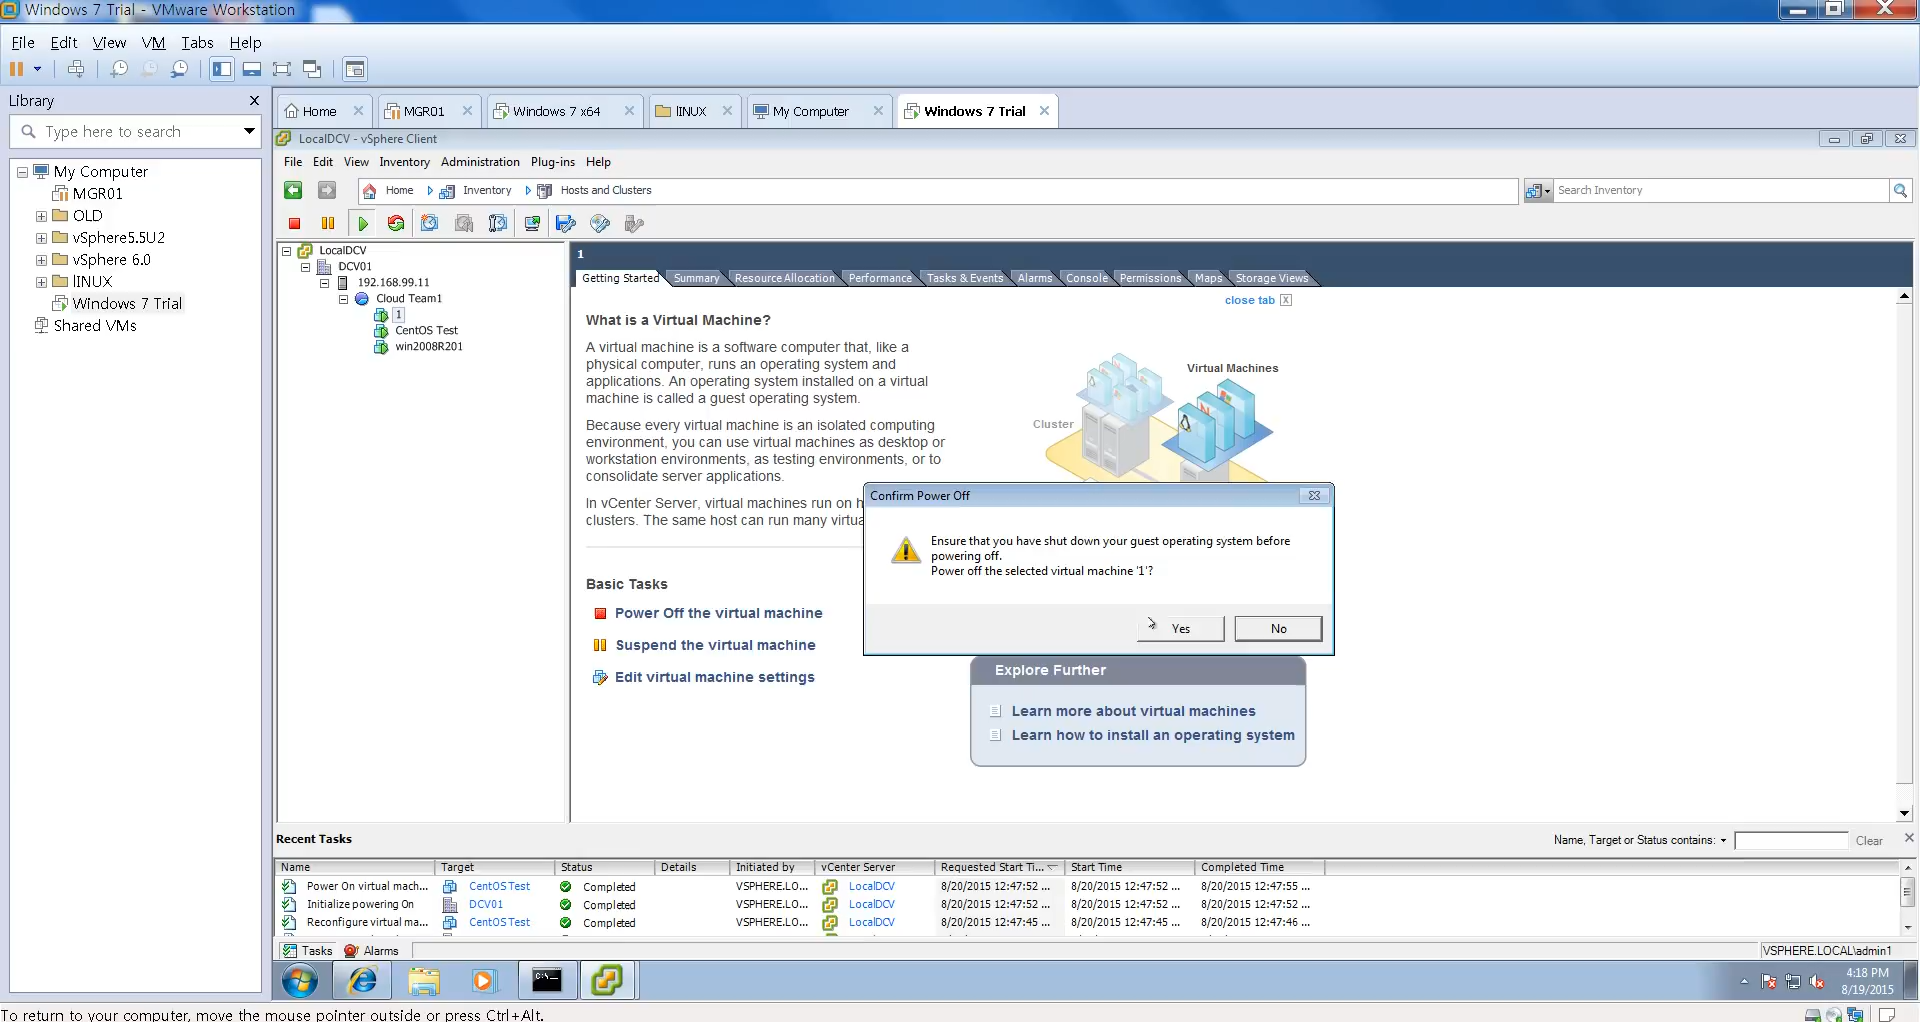 Windows 7 Trial - VMware Workstation
File Edit View VM Tabs Help
Library
Type here to search
My Computer
MGR01
OLD
vSphere5.5U2
vSphere 6.0
lINUX
Windows 7 Trial
Shared VMs
Home MGR01 Windows 7 x64 lINUX My Computer Windows 7 Trial
LocalDCV - vSphere Client
File Edit View Inventory Administration Plug-ins Help
Home Inventory Hosts and Clusters
Search Inventory
LocalDCV
DCV01
192.168.99.11
Cloud Team1
1
CentOS Test
win2008R201
1
Getting Started Summary Resource Allocation Performance Tasks & Events Alarms Console Permissions Maps Storage Views
close tab
What is a Virtual Machine?
A virtual machine is a software computer that, like a
physical computer, runs an operating system and
applications. An operating system installed on a virtual
machine is called a guest operating system.
Because every virtual machine is an isolated computing
environment, you can use virtual machines as desktop or
workstation environments, as testing environments, or to
consolidate server applications.
In vCenter Server, virtual machines run on h
clusters. The same host can run many virtua
Virtual Machines
Cluster
Confirm Power Off
Ensure that you have shut down your guest operating system before
powering off.
Power off the selected virtual machine '1'?
Yes No
Basic Tasks
Power Off the virtual machine
Suspend the virtual machine
Edit virtual machine settings
Explore Further
Learn more about virtual machines
Learn how to install an operating system
Recent Tasks
Name, Target or Status contains: Clear
Name Target Status Details Initiated by vCenter Server Requested Start Ti... Start Time Completed Time
Power On virtual mach... CentOS Test Completed VSPHERE.LO... LocalDCV 8/20/2015 12:47:52 ... 8/20/2015 12:47:52 ... 8/20/2015 12:47:55 ...
Initialize powering On DCV01 Completed VSPHERE.LO... LocalDCV 8/20/2015 12:47:52 ... 8/20/2015 12:47:52 ... 8/20/2015 12:47:52 ...
Reconfigure virtual ma... CentOS Test Completed VSPHERE.LO... LocalDCV 8/20/2015 12:47:45 ... 8/20/2015 12:47:45 ... 8/20/2015 12:47:46 ...
Tasks Alarms
VSPHERE.LOCAL\admin1
C:\.
4:18 PM
8/19/2015
To return to your computer, move the mouse pointer outside or press Ctrl+Alt.